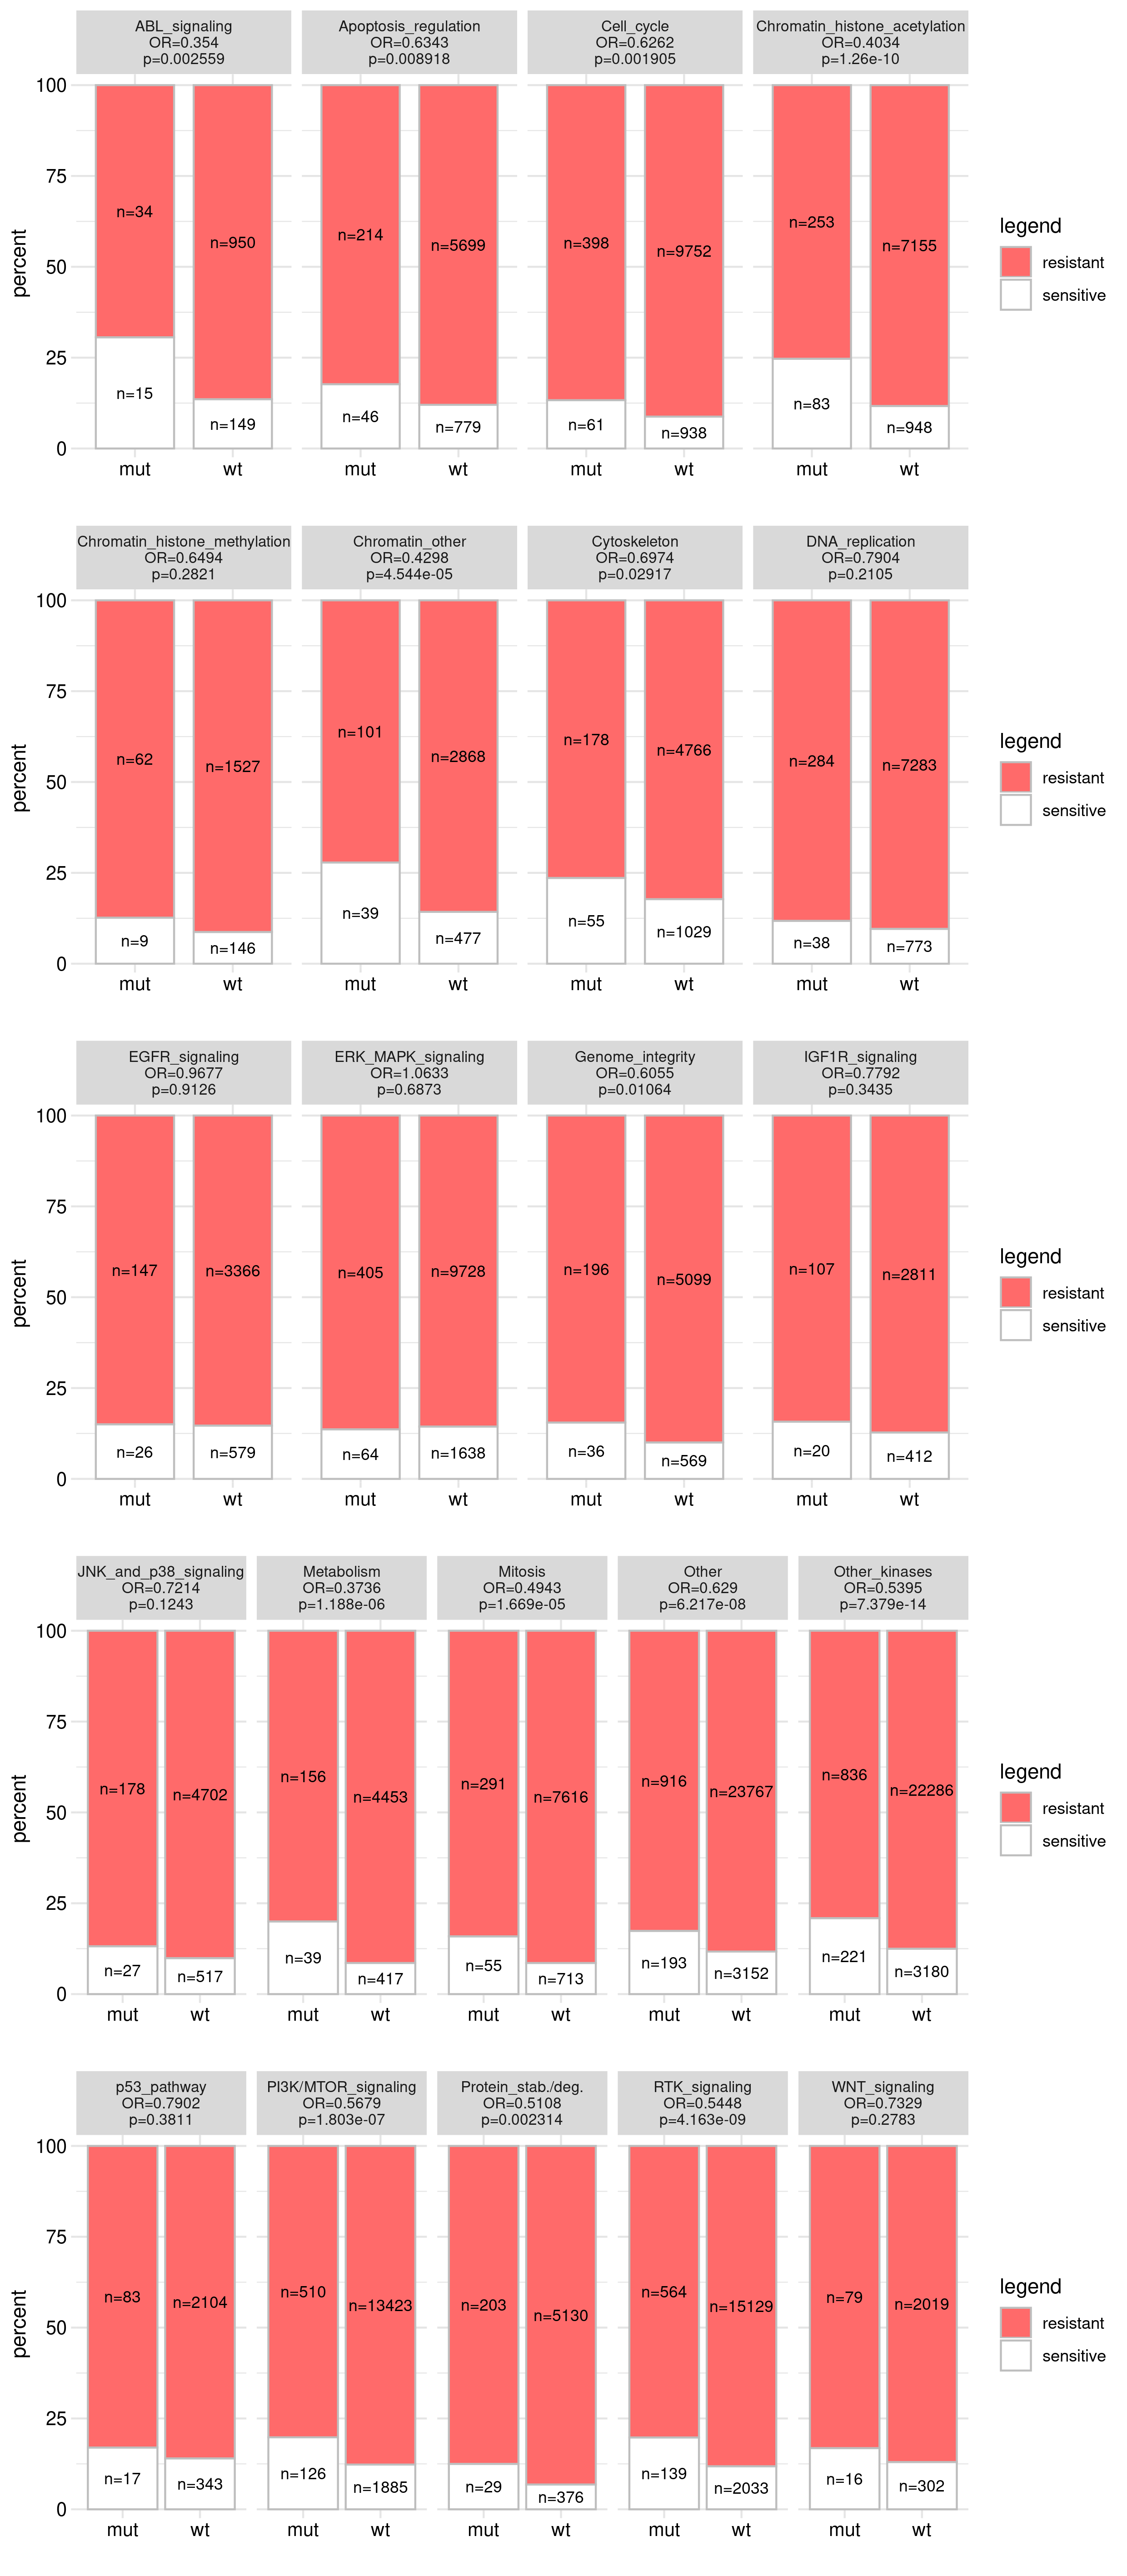 ABL_signaling
OR=0.354
p=0.002559
Apoptosis_regulation
OR=0.6343
p=0.008918
Cell_cycle
OR=0.6262
p=0.001905
Chromatin_histone_acetylation
OR=0.4034
p=1.26e-10
percent
100
75
50
25
0
n=34
n=15
n=950
n=149
n=214
n=46
n=5699
n=779
n=398
n=61
n=9752
n=938
n=253
n=83
n=7155
n=948
mut
wt
mut
wt
mut
wt
mut
wt
legend
resistant
sensitive
Chromatin_histone_methylation
OR=0.6494
p=0.2821
Chromatin_other
OR=0.4298
p=4.544e-05
Cytoskeleton
OR=0.6974
p=0.02917
DNA_replication
OR=0.7904
p=0.2105
percent
100
75
50
25
0
n=62
n=9
n=1527
n=146
n=101
n=39
n=2868
n=477
n=178
n=55
n=4766
n=1029
n=284
n=38
n=7283
n=773
mut
wt
mut
wt
mut
wt
mut
wt
legend
resistant
sensitive
EGFR_signaling
OR=0.9677
p=0.9126
ERK_MAPK_signaling
OR=1.0633
p=0.6873
Genome_integrity
OR=0.6055
p=0.01064
IGF1R_signaling
OR=0.7792
p=0.3435
percent
100
75
50
25
0
n=147
n=26
n=3366
n=579
n=405
n=64
n=9728
n=1638
n=196
n=36
n=5099
n=569
n=107
n=20
n=2811
n=412
mut
wt
mut
wt
mut
wt
mut
wt
legend
resistant
sensitive
JNK_and_p38_signaling
OR=0.7214
p=0.1243
Metabolism
OR=0.3736
p=1.188e-06
Mitosis
OR=0.4943
p=1.669e-05
Other
OR=0.629
p=6.217e-08
Other_kinases
OR=0.5395
p=7.379e-14
percent
100
75
50
25
0
n=178
n=27
n=4702
n=517
n=156
n=39
n=4453
n=417
n=291
n=55
n=7616
n=713
n=916
n=193
n=23767
n=3152
n=836
n=221
n=22286
n=3180
mut
wt
mut
wt
mut
wt
mut
wt
mut
wt
legend
resistant
sensitive
p53_pathway
OR=0.7902
p=0.3811
PI3K/MTOR_signaling
OR=0.5679
p=1.803e-07
Protein_stab./deg.
OR=0.5108
p=0.002314
RTK_signaling
OR=0.5448
p=4.163e-09
WNT_signaling
OR=0.7329
p=0.2783
percent
100
75
50
25
0
n=83
n=17
n=2104
n=343
n=510
n=126
n=13423
n=1885
n=203
n=29
n=5130
n=376
n=564
n=139
n=15129
n=2033
n=79
n=16
n=2019
n=302
mut
wt
mut
wt
mut
wt
mut
wt
mut
wt
legend
resistant
sensitive